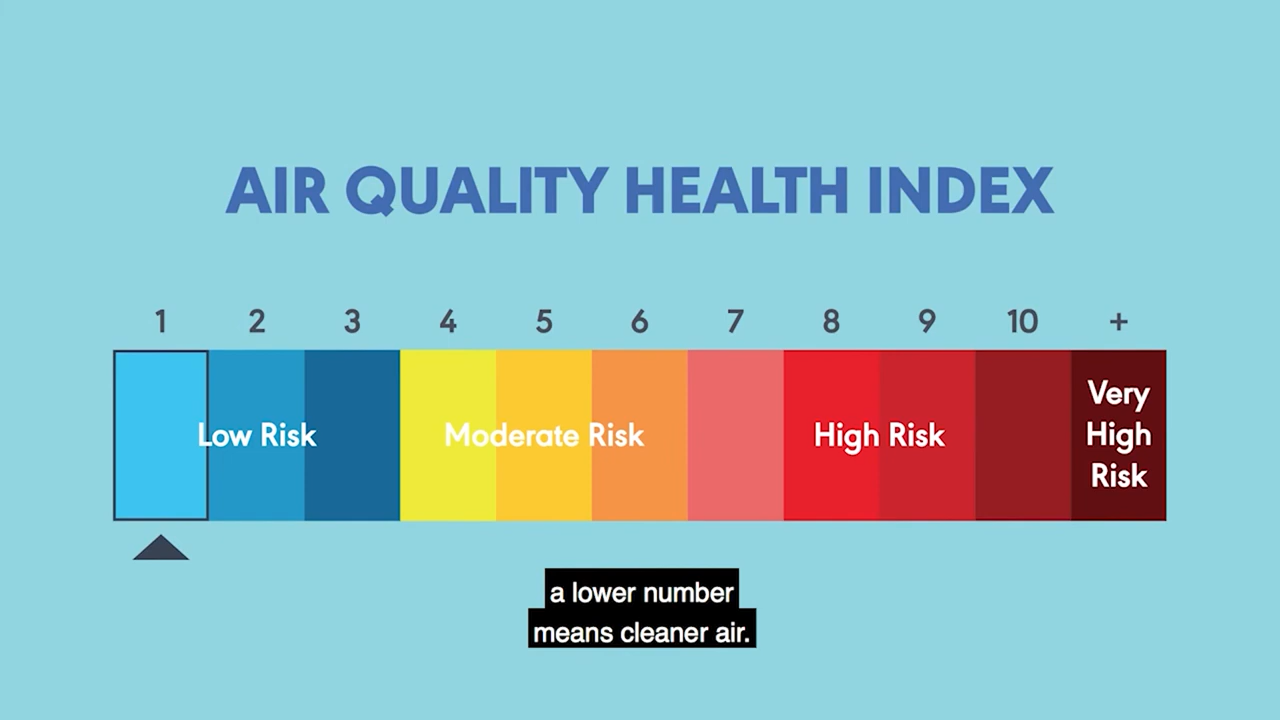 AIR QUALITY HEALTH INDEX
1 2 3 4 5 6 7 8 9 10 +
Low Risk
Moderate Risk
High Risk
Very
High
Risk
a lower number
means cleaner air.